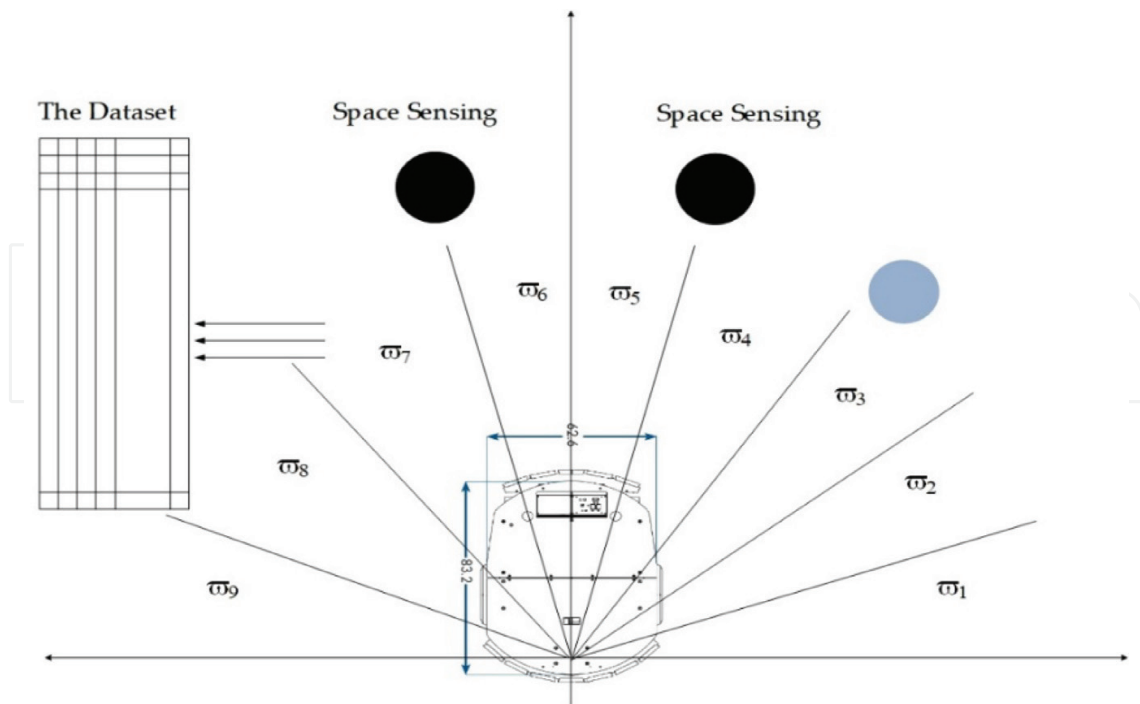 The Dataset
Space Sensing
Space Sensing
ϖ6
ϖ5
ϖ4
ϖ7
ϖ3
62.6
ϖ8
ϖ2
83.2
ϖ9
ϖ1